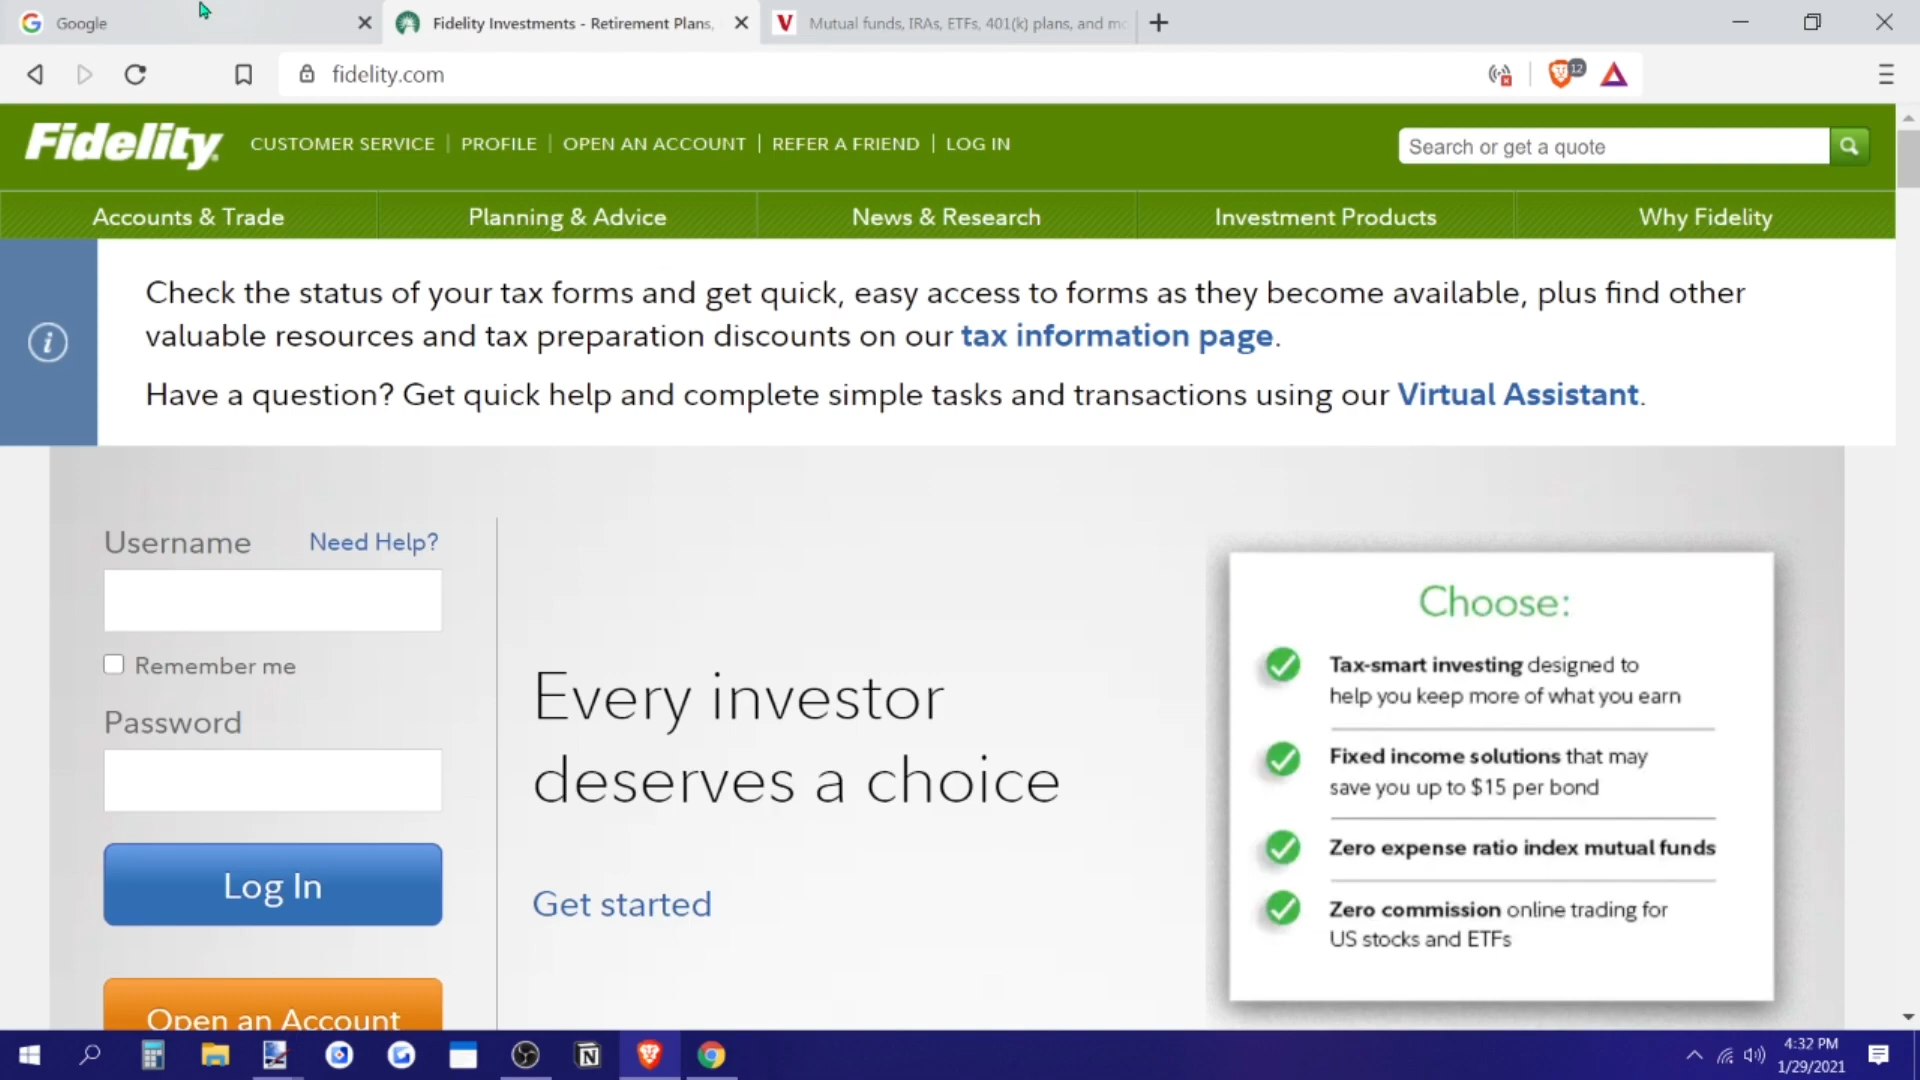 Google
Fidelity Investments - Retirement Plans,
Mutual funds, IRAs, ETFs, 401(k) plans, and mo
fidelity.com
12
Fidelity
CUSTOMER SERVICE | PROFILE | OPEN AN ACCOUNT | REFER A FRIEND | LOG IN
Search or get a quote
Accounts & Trade
Planning & Advice
News & Research
Investment Products
Why Fidelity
Check the status of your tax forms and get quick, easy access to forms as they become available, plus find other
valuable resources and tax preparation discounts on our tax information page.
Have a question? Get quick help and complete simple tasks and transactions using our Virtual Assistant.
Username
Need Help?
Remember me
Password
Log In
Open an Account
Every investor
deserves a choice
Get started
Choose:
Tax-smart investing designed to
help you keep more of what you earn
Fixed income solutions that may
save you up to $15 per bond
Zero expense ratio index mutual funds
Zero commission online trading for
US stocks and ETFs
4:32 PM
1/29/2021